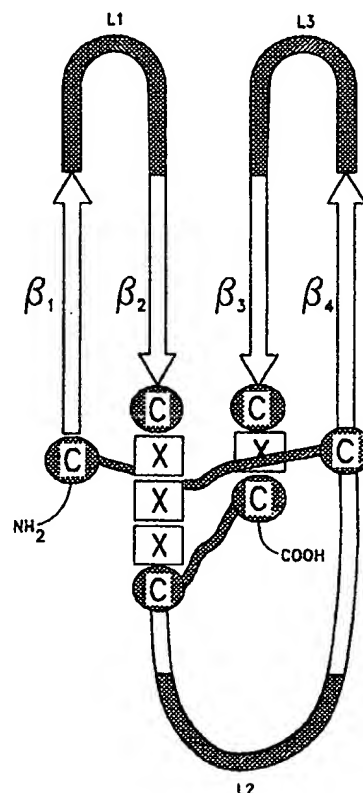 L1 L3
β1 β2 β3 β4
C C
C X X C
X C
NH2 X COOH
C
L2